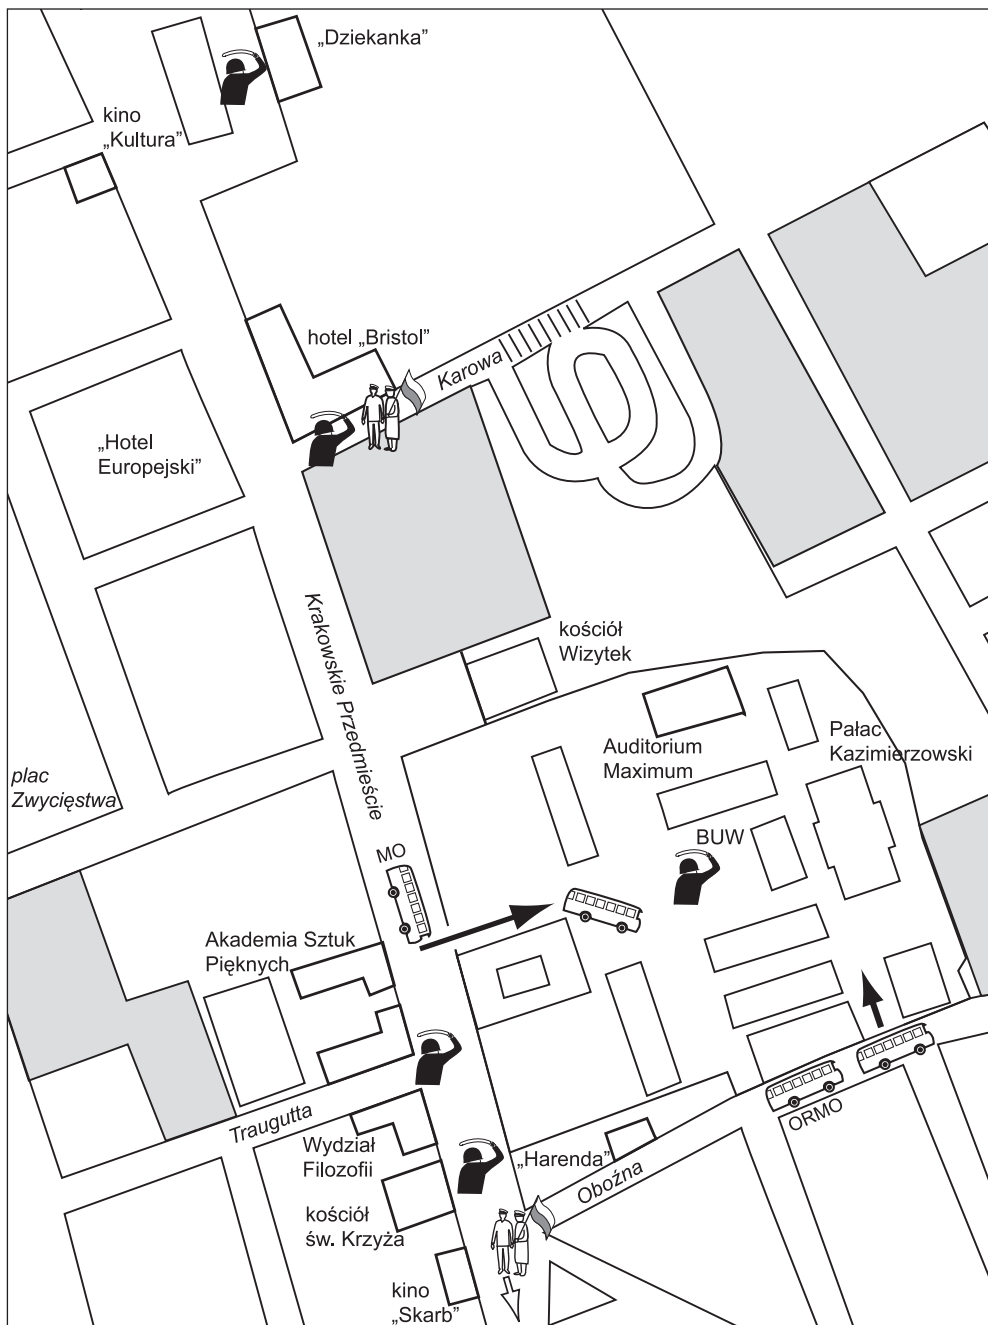 „Dziekanka”
kino
„Kultura”
hotel „Bristol”
Karowa
„Hotel
Europejski”
Krakowskie Przedmieście
kościół
Wizytek
plac
Zwycięstwa
Auditorium
Maximum
Pałac
Kazimierzowski
MO
BUW
Akademia Sztuk
Pięknych
Traugutta
ORMO
Wydział
Filozofii
„Harenda”
Oboźna
kościół
św. Krzyża
kino
„Skarb”